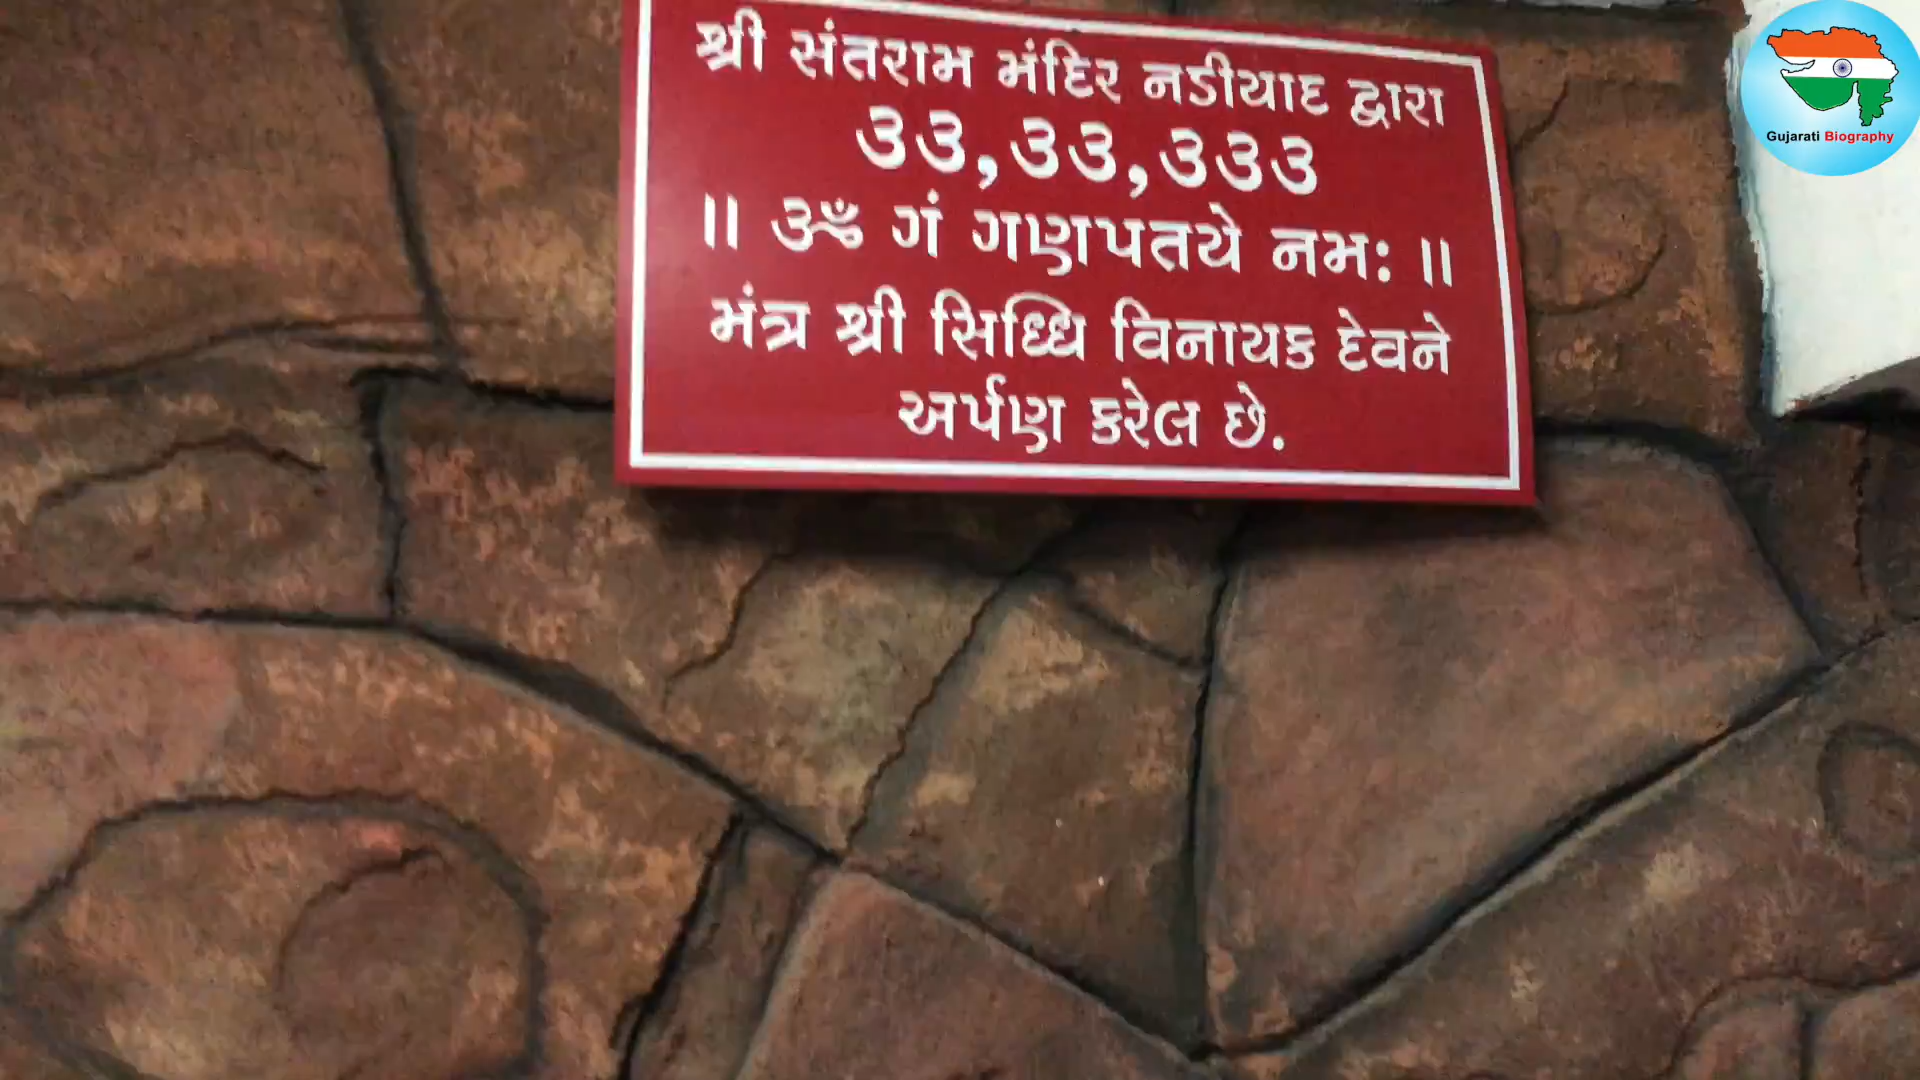 શ્રી સંતરામ મંદિર નડીયાદ દ્વારા
૩૩,૩૩,૩૩૩
॥ ૐ ગં ગણપતયે નમઃ ॥
મંત્ર શ્રી સિધ્ધિ વિનાયક દેવને
અર્પણ કરેલ છે.
Gujarati Biography